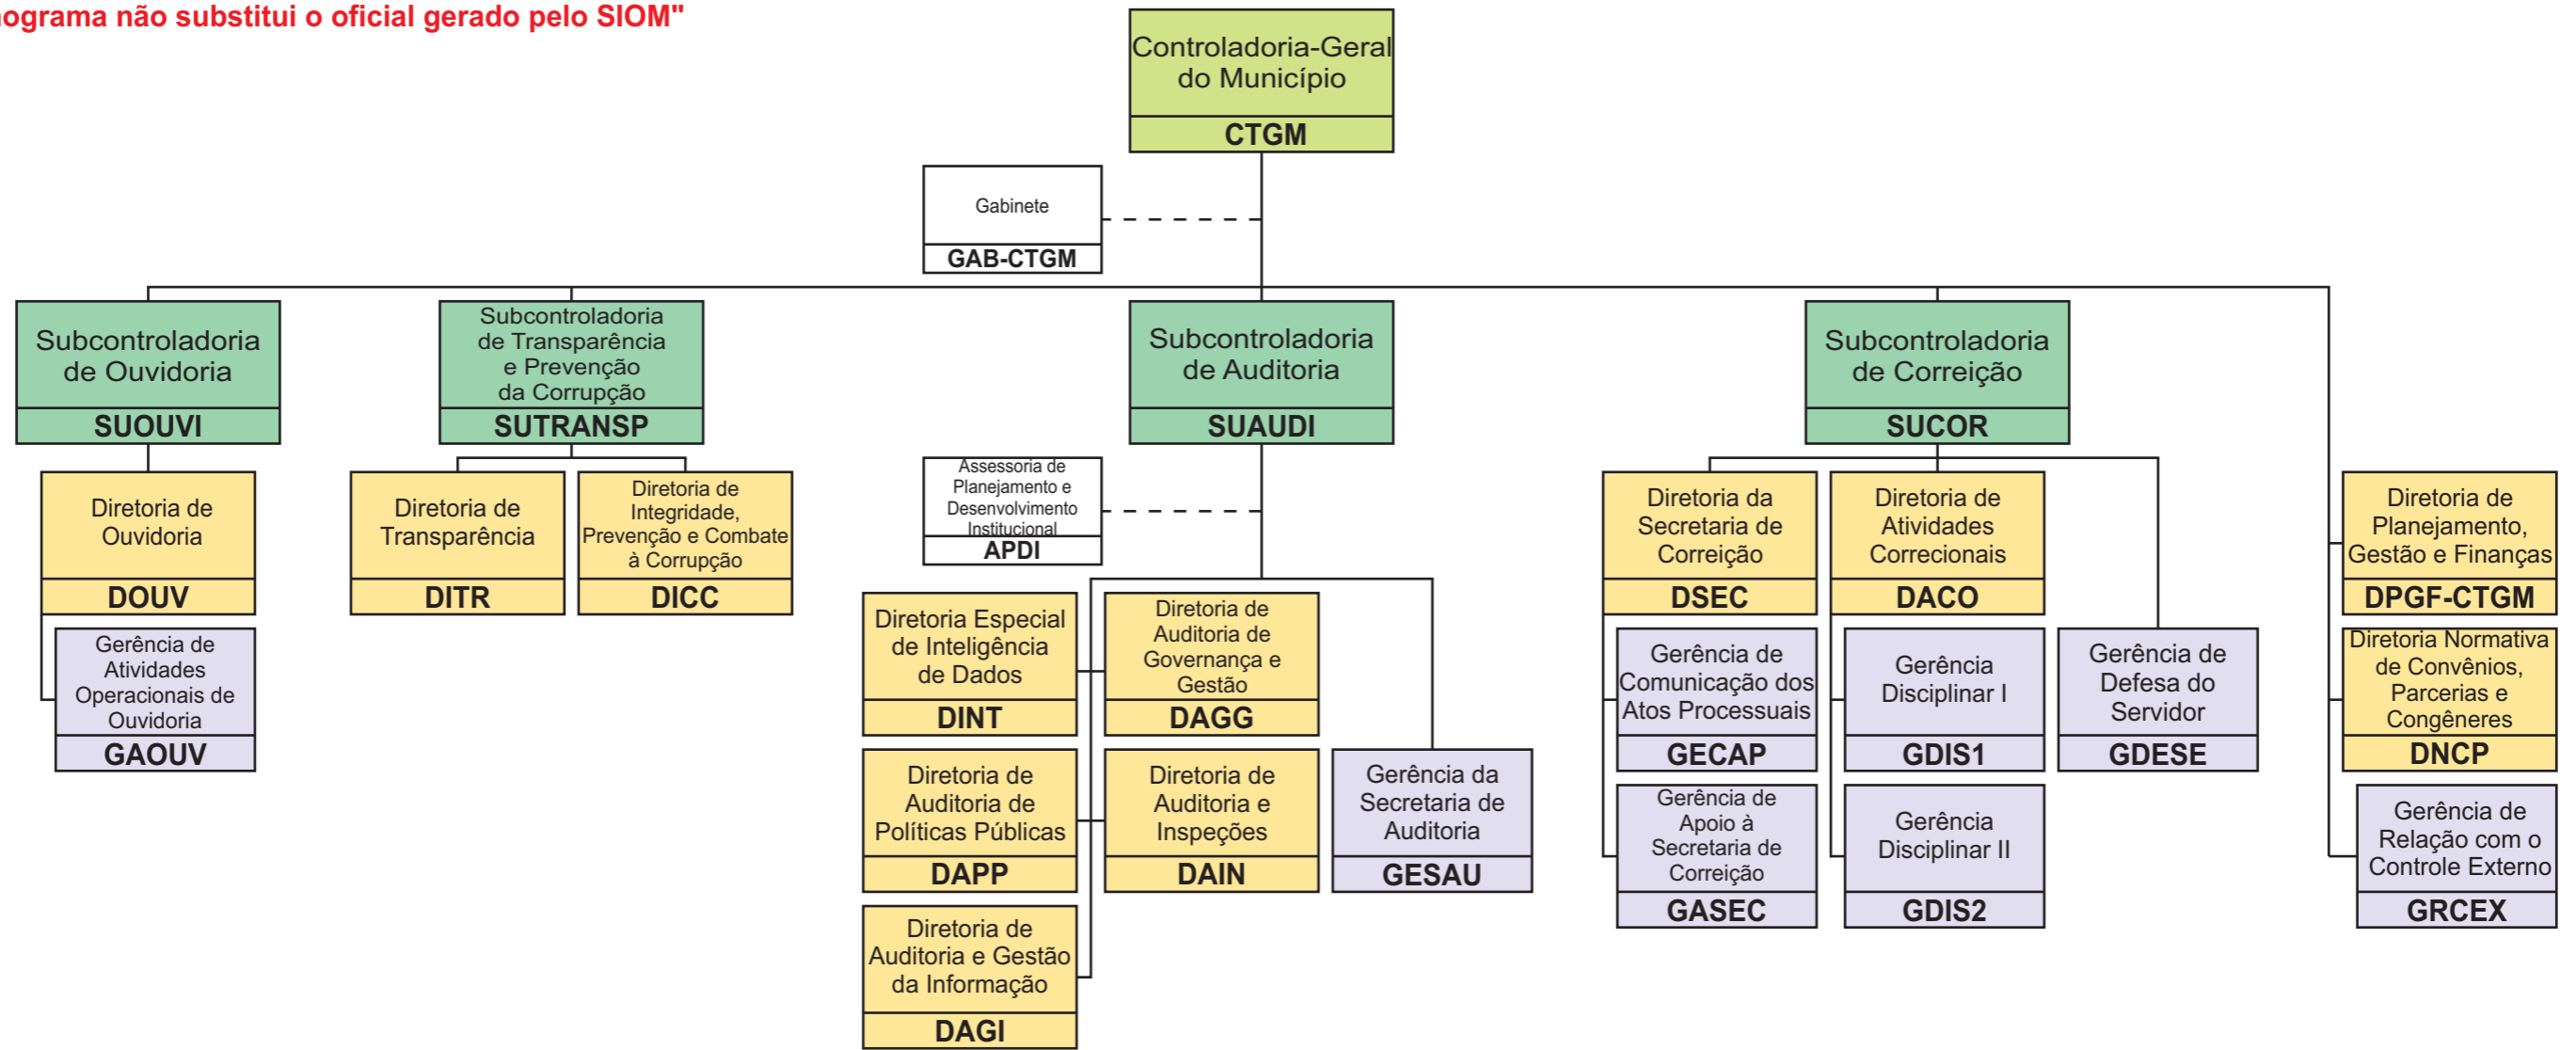 ograma não substitui o oficial gerado pelo SIOM"
Controladoria-Geral
do Município
CTGM
Gabinete
GAB-CTGM
Subcontroladoria
de Ouvidoria
SUOUVI
Subcontroladoria
de Transparência
e Prevenção
da Corrupção
SUTRANSP
Subcontroladoria
de Auditoria
SUAUDI
Subcontroladoria
de Correição
SUCOR
Diretoria de
Ouvidoria
DOUV
Gerência de
Atividades
Operacionais de
Ouvidoria
GAOUV
Diretoria de
Transparência
DITR
Diretoria de
Integridade,
Prevenção e Combate
à Corrupção
DICC
Assessoria de
Planejamento e
Desenvolvimento
Institucional
APDI
Diretoria Especial
de Inteligência
de Dados
DINT
Diretoria de
Auditoria de
Governança e
Gestão
DAGG
Diretoria de
Auditoria de
Políticas Públicas
DAPP
Diretoria de
Auditoria e
Inspeções
DAIN
Gerência da
Secretaria de
Auditoria
GESAU
Diretoria de
Auditoria e Gestão
da Informação
DAGI
Diretoria da
Secretaria de
Correição
DSEC
Gerência de
Comunicação dos
Atos Processuais
GECAP
Gerência de
Apoio à
Secretaria de
Correição
GASEC
Diretoria de
Atividades
Correcionais
DACO
Gerência
Disciplinar I
GDIS1
Gerência
Disciplinar II
GDIS2
Gerência de
Defesa do
Servidor
GDESE
Diretoria de
Planejamento,
Gestão e Finanças
DPGF-CTGM
Diretoria Normativa
de Convênios,
Parcerias e
Congêneres
DNCP
Gerência de
Relação com o
Controle Externo
GRCEX